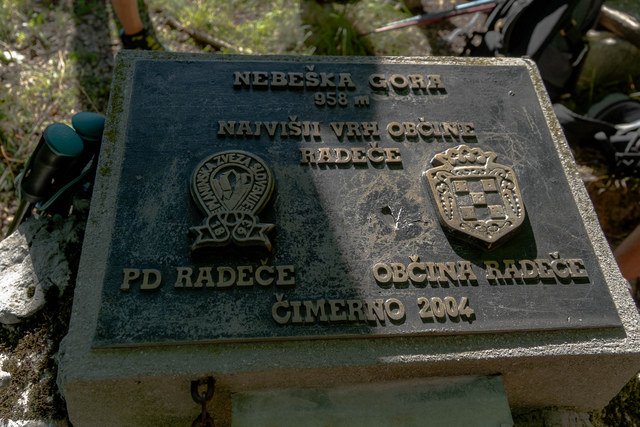 NEBEŠKA GORA
958 m
NAJVIŠJI VRH OBČINE
RADEČE
PD RADEČE
OBČINA RADEČE
ČIMERNO 2004